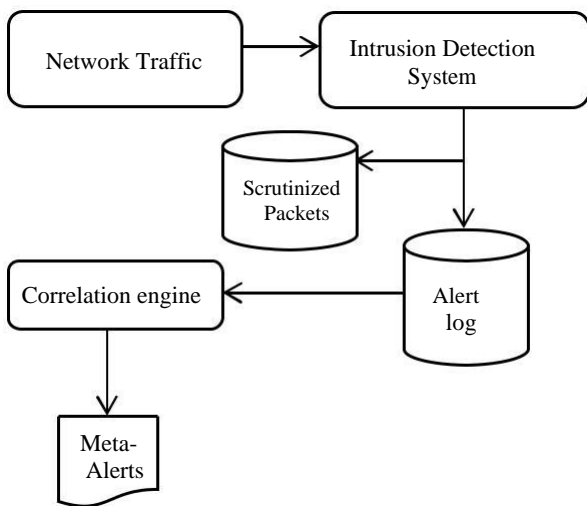 Network Traffic
Intrusion Detection
System
Scrutinized
Packets
Correlation engine
Alert
log
Meta-
Alerts